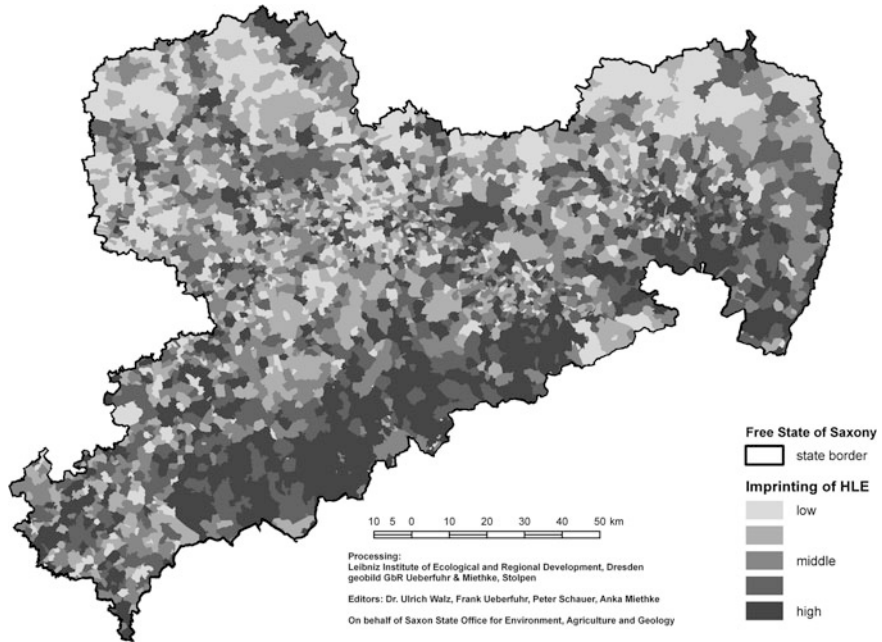 Free State of Saxony
state border
Imprinting of HLE
low
middle
high
10 5 0 10 20 30 40 50 km
Processing:
Leibniz Institute of Ecological and Regional Development, Dresden
geobild GbR Ueberfuhr & Miethke, Stolpen
Editors: Dr. Ulrich Walz, Frank Ueberfuhr, Peter Schauer, Anka Miethke
On behalf of Saxon State Office for Environment, Agriculture and Geology